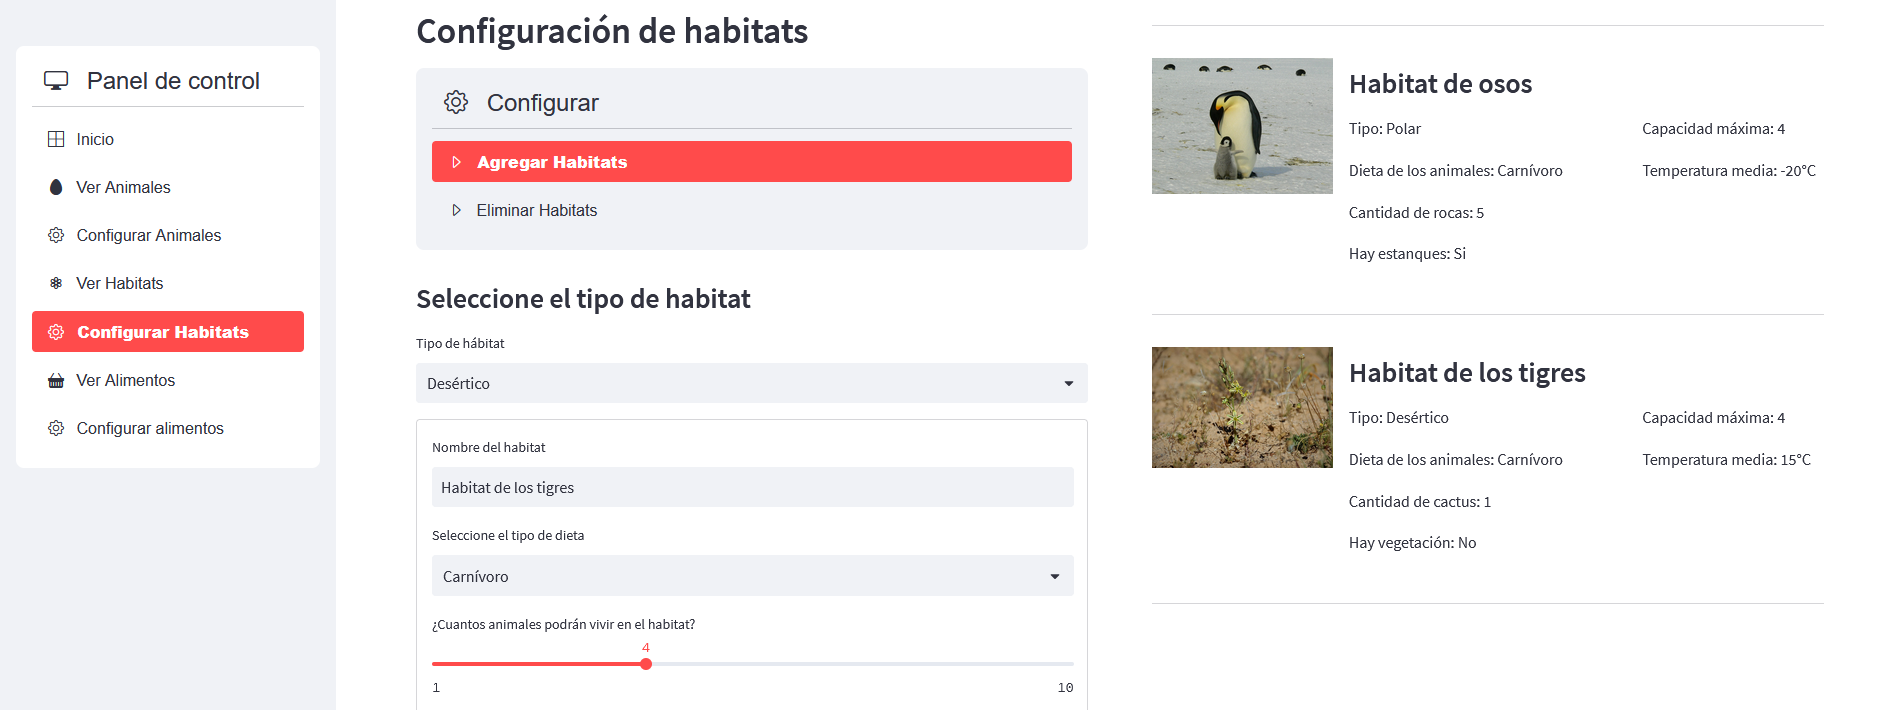 Panel de control
Inicio
Ver Animales
Configurar Animales
Ver Habitats
Configurar Habitats
Ver Alimentos
Configurar alimentos
Configuración de habitats
Configurar
Agregar Habitats
Eliminar Habitats
Seleccione el tipo de habitat
Tipo de hábitat
Desértico
Nombre del habitat
Habitat de los tigres
Seleccione el tipo de dieta
Carnívoro
¿Cuantos animales podrán vivir en el habitat?
4
1 10
Habitat de osos
Tipo: Polar Capacidad máxima: 4
Dieta de los animales: Carnívoro Temperatura media: -20°C
Cantidad de rocas: 5
Hay estanques: Si
Habitat de los tigres
Tipo: Desértico Capacidad máxima: 4
Dieta de los animales: Carnívoro Temperatura media: 15°C
Cantidad de cactus: 1
Hay vegetación: No